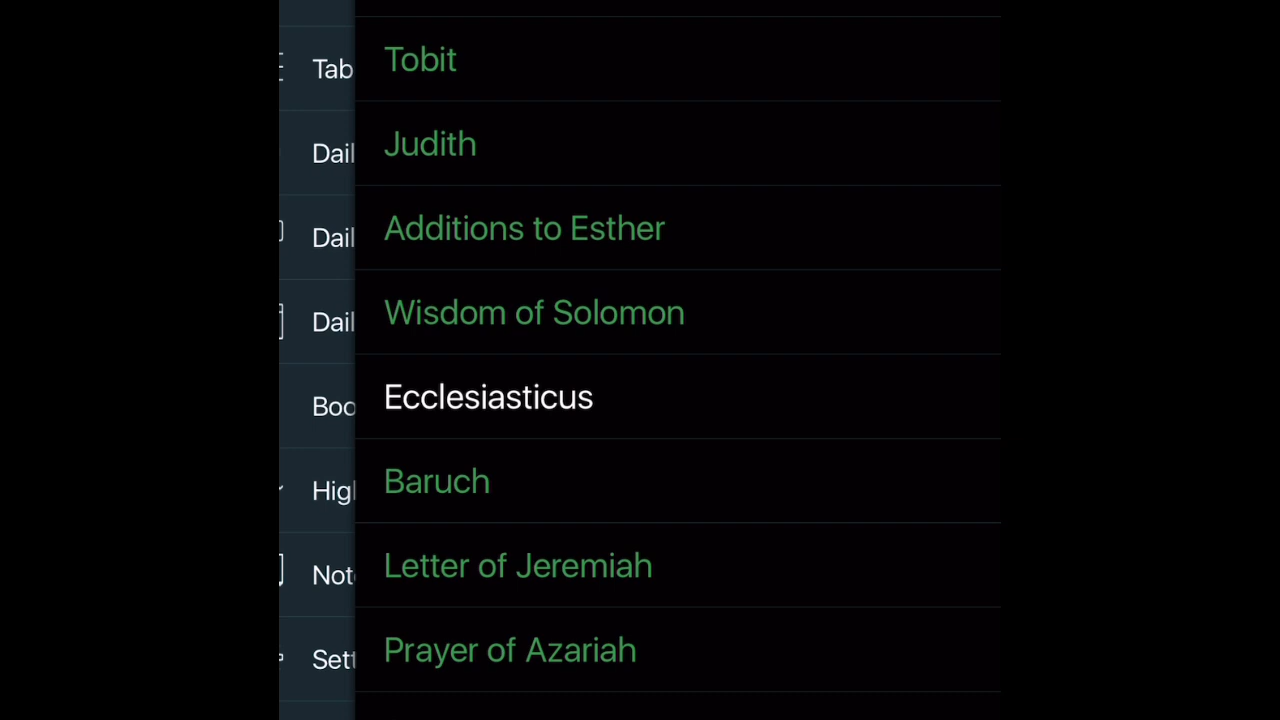 Tab
Dail
Dail
Dail
Boo
High
Not
Sett
Tobit
Judith
Additions to Esther
Wisdom of Solomon
Ecclesiasticus
Baruch
Letter of Jeremiah
Prayer of Azariah